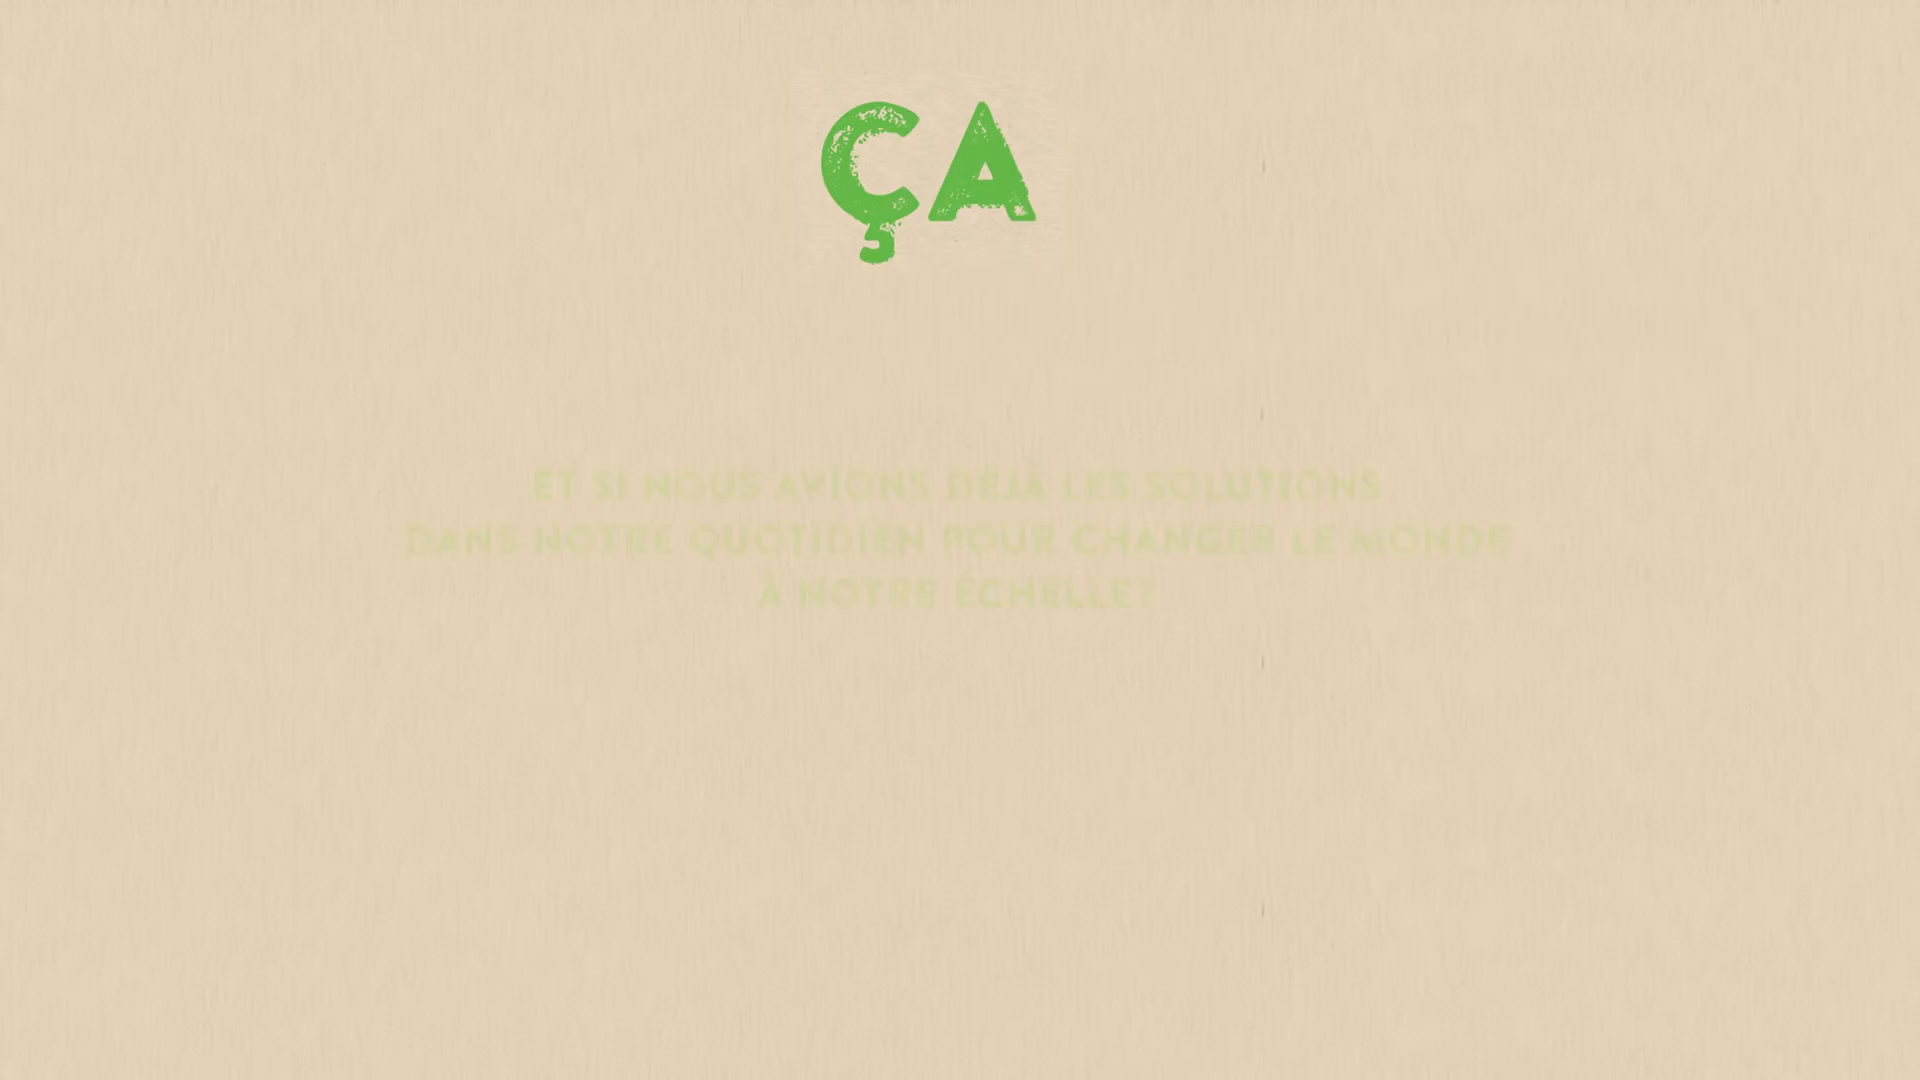 ÇA
ET SI NOUS AVIONS DÉJÀ LES SOLUTIONS
DANS NOTRE QUOTIDIEN POUR CHANGER LE MONDE
À NOTRE ÉCHELLE?